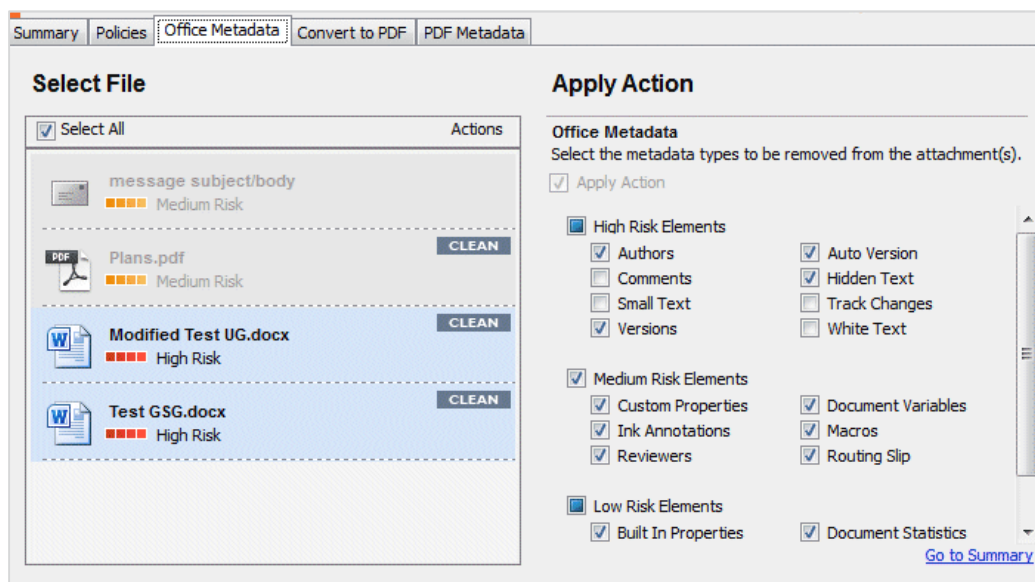 Summary Policies Office Metadata Convert to PDF PDF Metadata
Select File
Select All Actions
message subject/body
Medium Risk
CLEAN
PDF
Plans.pdf
Medium Risk
CLEAN
W
Modified Test UG.docx
High Risk
CLEAN
W
Test GSG.docx
High Risk
Apply Action
Office Metadata
Select the metadata types to be removed from the attachment(s).
Apply Action
High Risk Elements
Authors Auto Version
Comments Hidden Text
Small Text Track Changes
Versions White Text
Medium Risk Elements
Custom Properties Document Variables
Ink Annotations Macros
Reviewers Routing Slip
Low Risk Elements
Built In Properties Document Statistics
Go to Summary